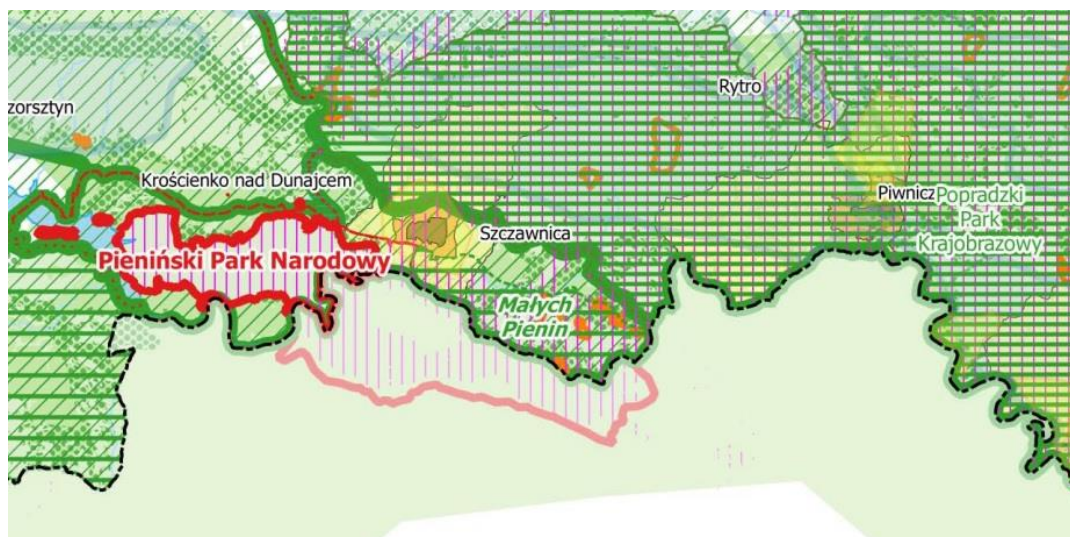 Rytro
zorsztyn
Krościenko nad Dunajcem
Piwnicz
Popradzki
Park
Krajobrazowy
Szczawnica
Pieniński Park Narodowy
Małych
Pienin